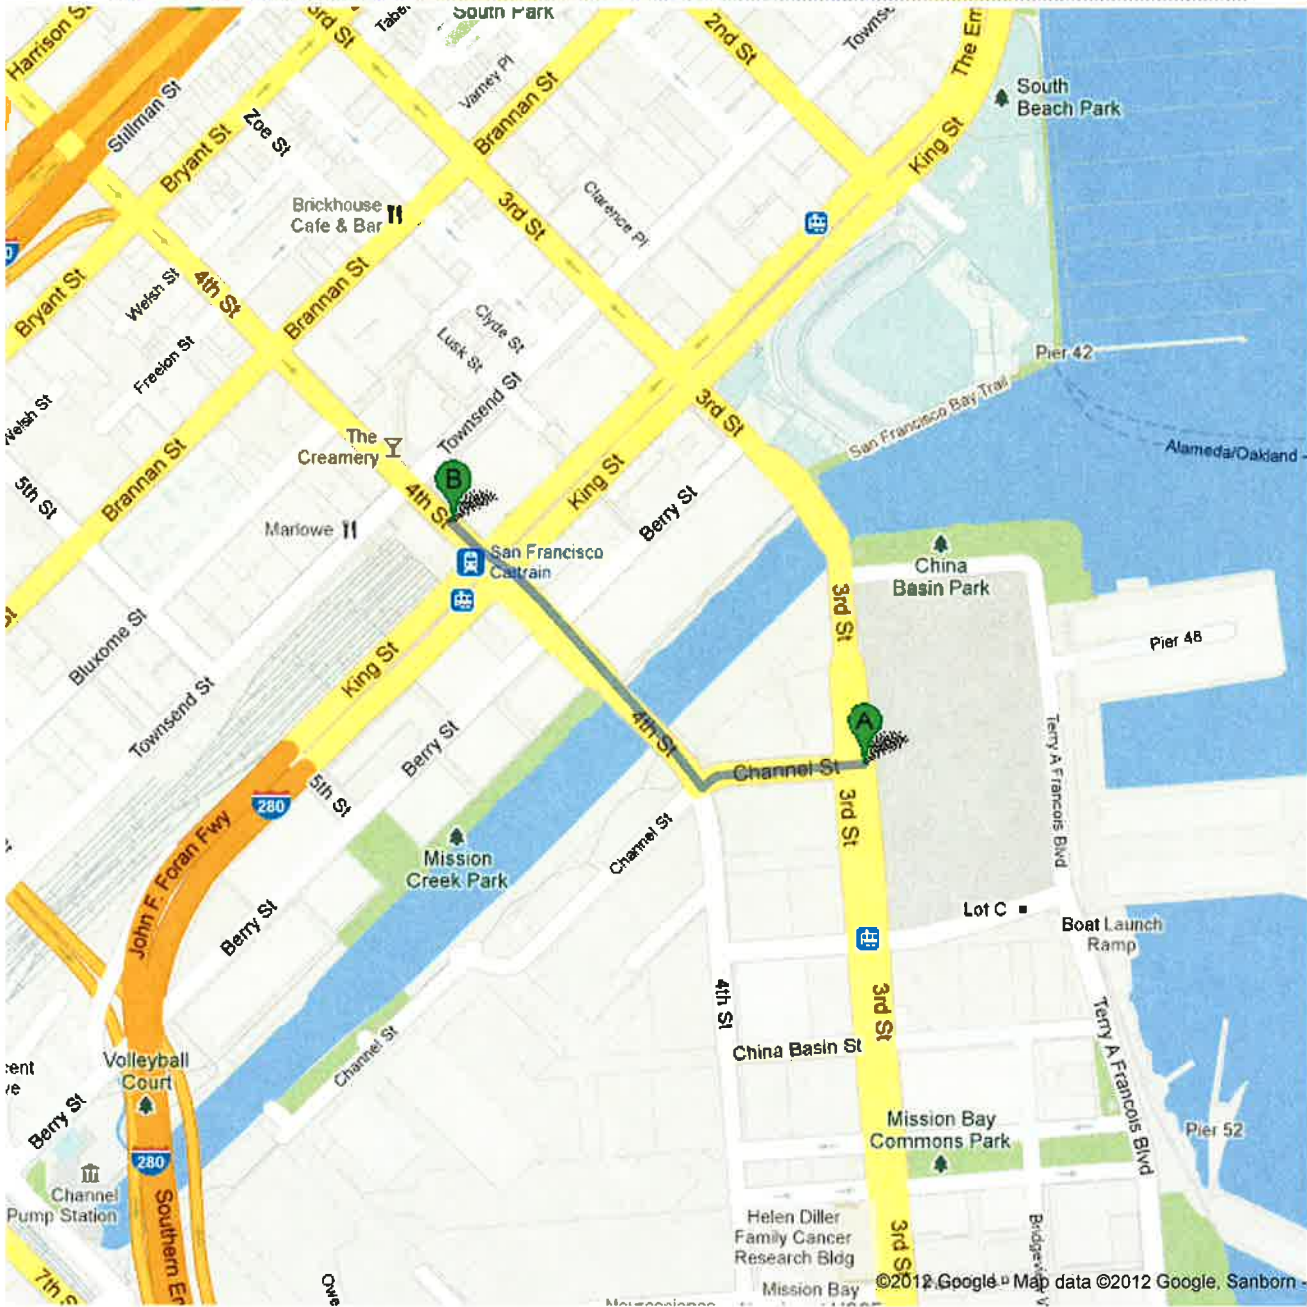 Harrison St
3rd St
South Park
2nd St
The Em
South
Beach Park
Stillman St
Zoe St
Bryant St
Varney Pl
Brannan St
King St
Brickhouse
Cafe & Bar
3rd St
Clarence Pl
Bryant St
Welsh St
4th St
Brannan St
Freelon St
Clyde St
Lusk St
Pier 42
Townsend St
3rd St
San Francisco Bay Trail
Alameda/Oakland
The
Creamery
Welsh St
5th St
Brannan St
B
4th St
King St
Berry St
Marlowe
San Francisco
Caltrain
China
Basin Park
3rd St
Pier 48
Bluxome St
Townsend St
King St
A
4th St
Berry St
Channel St
Terry A Francois Blvd
280
5th St
3rd St
John F. Foran Fwy
Mission
Creek Park
Channel St
Berry St
Lot C
Boat Launch
Ramp
4th St
3rd St
Terry A Francois Blvd
Channel St
China Basin St
Volleyball
Court
Berry St
Mission Bay
Commons Park
Pier 52
280
Channel
Pump Station
Southern Em
Helen Diller
Family Cancer
Research Bldg
3rd St
7th S
Owe
Mission Bay
©2012 Google - Map data ©2012 Google, Sanborn -